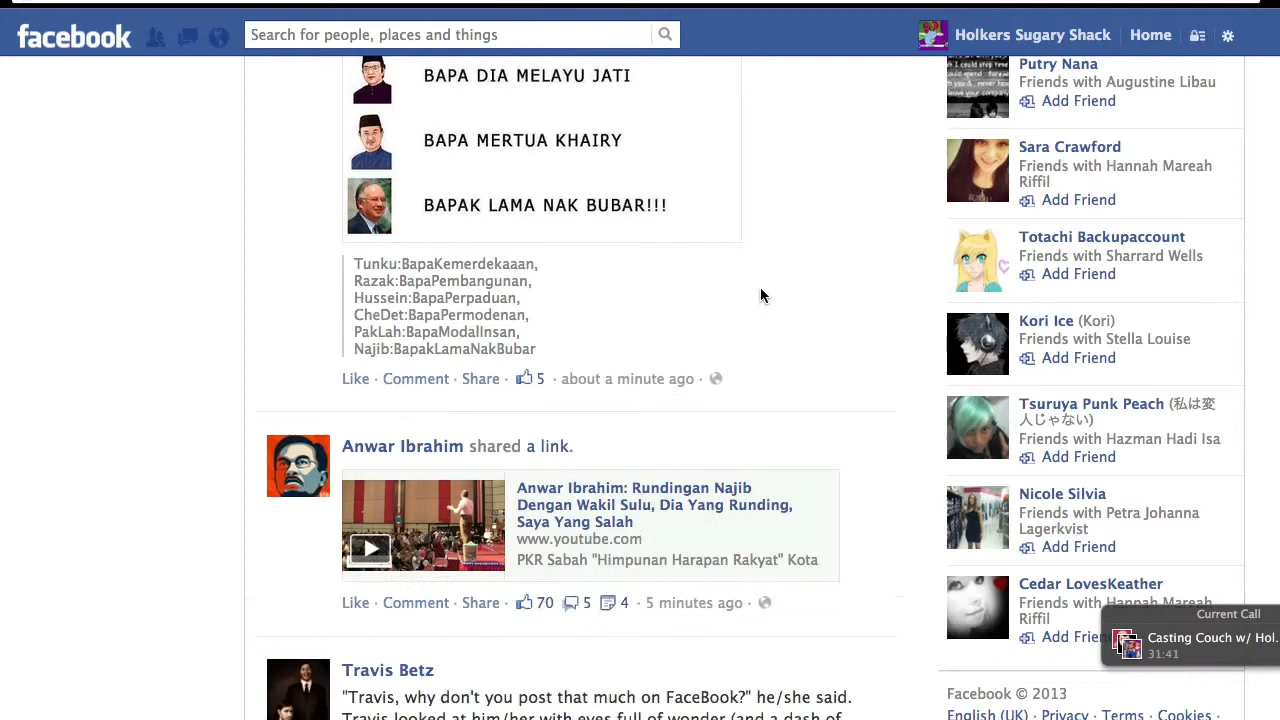 facebook
Search for people, places and things
Holkers Sugary Shack
Home
BAPA DIA MELAYU JATI
BAPA MERTUA KHAIRY
BAPAK LAMA NAK BUBAR!!!
Tunku:BapaKemerdekaaan,
Razak:BapaPembangunan,
Hussein:BapaPerpaduan,
CheDet:BapaPermodenan,
PakLah:BapaModalInsan,
Najib:BapakLamaNakBubar
Like · Comment · Share · 5 · about a minute ago ·
Anwar Ibrahim shared a link.
Anwar Ibrahim: Rundingan Najib
Dengan Wakil Sulu, Dia Yang Runding,
Saya Yang Salah
www.youtube.com
PKR Sabah "Himpunan Harapan Rakyat" Kota
Like · Comment · Share · 70 5 4 · 5 minutes ago ·
Travis Betz
"Travis, why don't you post that much on FaceBook?" he/she said.
Travis looked at him/her with eyes full of wonder (and a dash of
Putry Nana
Friends with Augustine Libau
Add Friend
Sara Crawford
Friends with Hannah Mareah
Riffil
Add Friend
Totachi Backupaccount
Friends with Sharrard Wells
Add Friend
Kori Ice (Kori)
Friends with Stella Louise
Add Friend
Tsuruya Punk Peach (私は変
人じゃない)
Friends with Hazman Hadi Isa
Add Friend
Nicole Silvia
Friends with Petra Johanna
Lagerkvist
Add Friend
Cedar LovesKeather
Friends with Hannah Mareah
Riffil
Add Frien
Current Call
Casting Couch w/ Hol...
31:41
Facebook © 2013
English (UK) · Privacy · Terms · Cookies ·